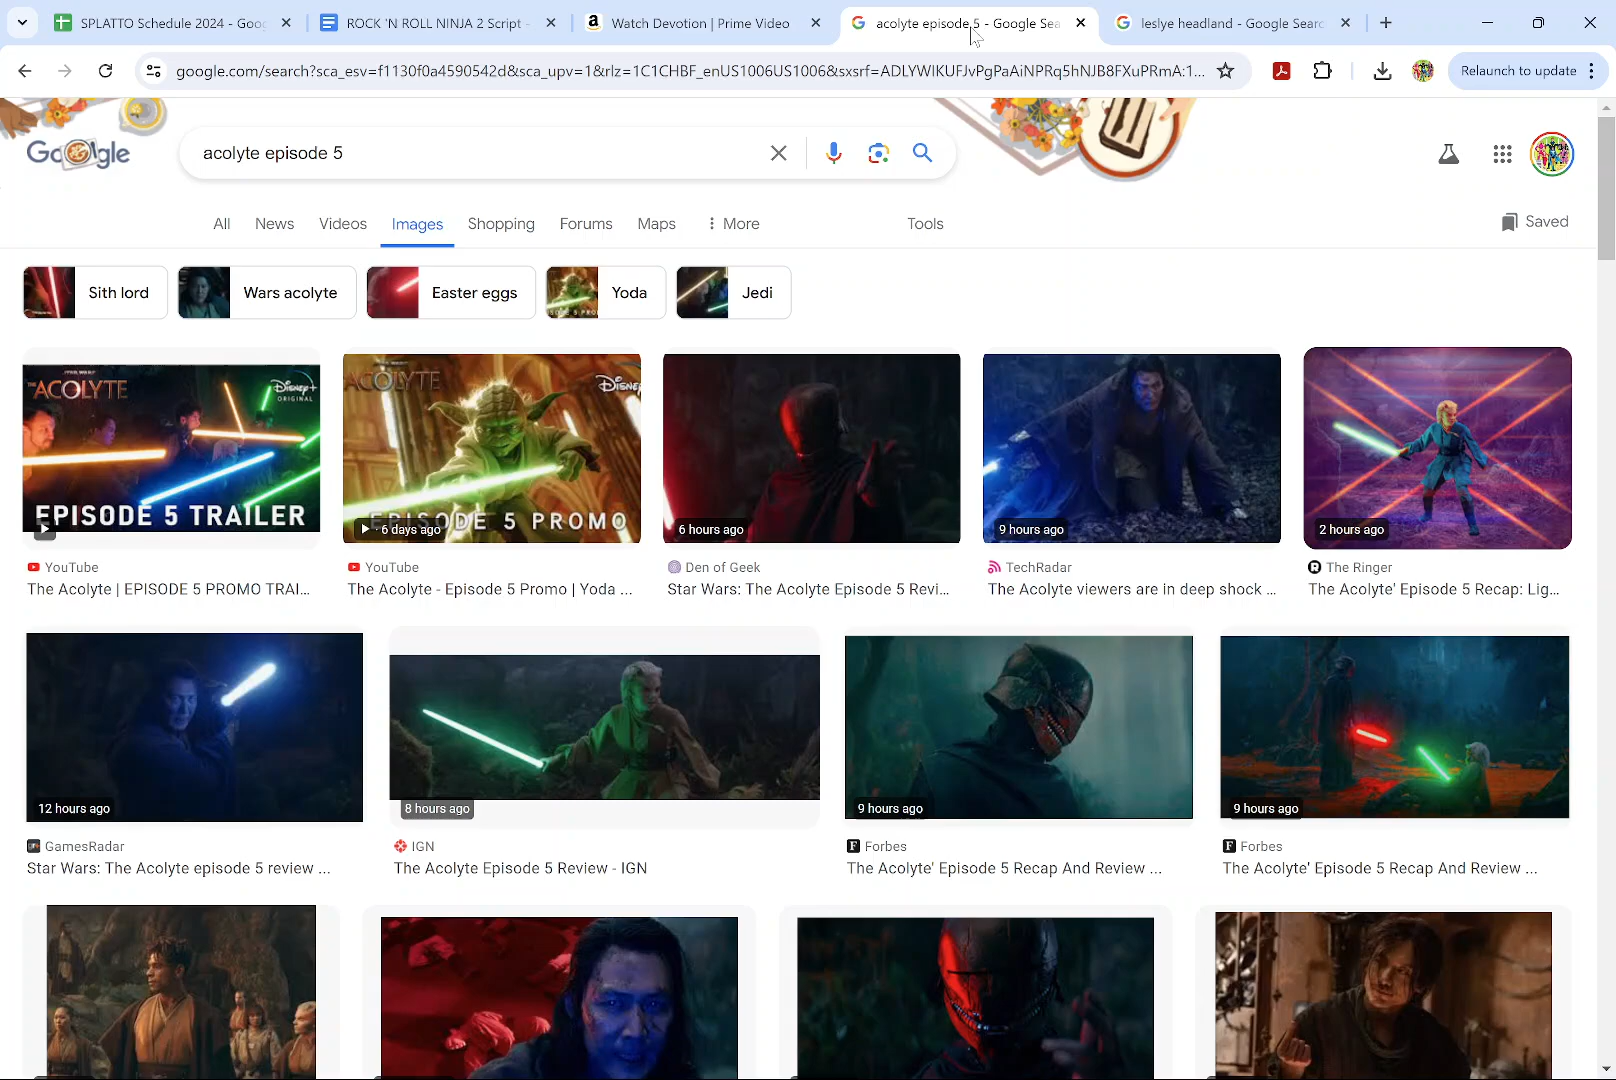 SPLATTO Schedule 2024 - Goog
ROCK 'N ROLL NINJA 2 Script -
Watch Devotion | Prime Video
acolyte episode 5 - Google Sea
leslye headland - Google Searc
google.com/search?sca_esv=f1130f0a4590542d&sca_upv=1&rlz=1C1CHBF_enUS1006US1006&sxsrf=ADLYWIKUFJvPgPaAiNPRq5hNJB8FXuPRmA:1...
Relaunch to update
Google
acolyte episode 5
All
News
Videos
Images
Shopping
Forums
Maps
More
Tools
Saved
Sith lord
Wars acolyte
Easter eggs
Yoda
Jedi
THE ACOLYTE
Disney+
ORIGINAL
EPISODE 5 TRAILER
ACOLYTE
Disney
EPISODE 5 PROMO
6 days ago
6 hours ago
9 hours ago
2 hours ago
YouTube
The Acolyte | EPISODE 5 PROMO TRAI...
YouTube
The Acolyte - Episode 5 Promo | Yoda ...
Den of Geek
Star Wars: The Acolyte Episode 5 Revi...
TechRadar
The Acolyte viewers are in deep shock ...
The Ringer
The Acolyte' Episode 5 Recap: Lig...
12 hours ago
8 hours ago
9 hours ago
9 hours ago
GamesRadar
Star Wars: The Acolyte episode 5 review ...
IGN
The Acolyte Episode 5 Review - IGN
Forbes
The Acolyte' Episode 5 Recap And Review ...
Forbes
The Acolyte' Episode 5 Recap And Review ...